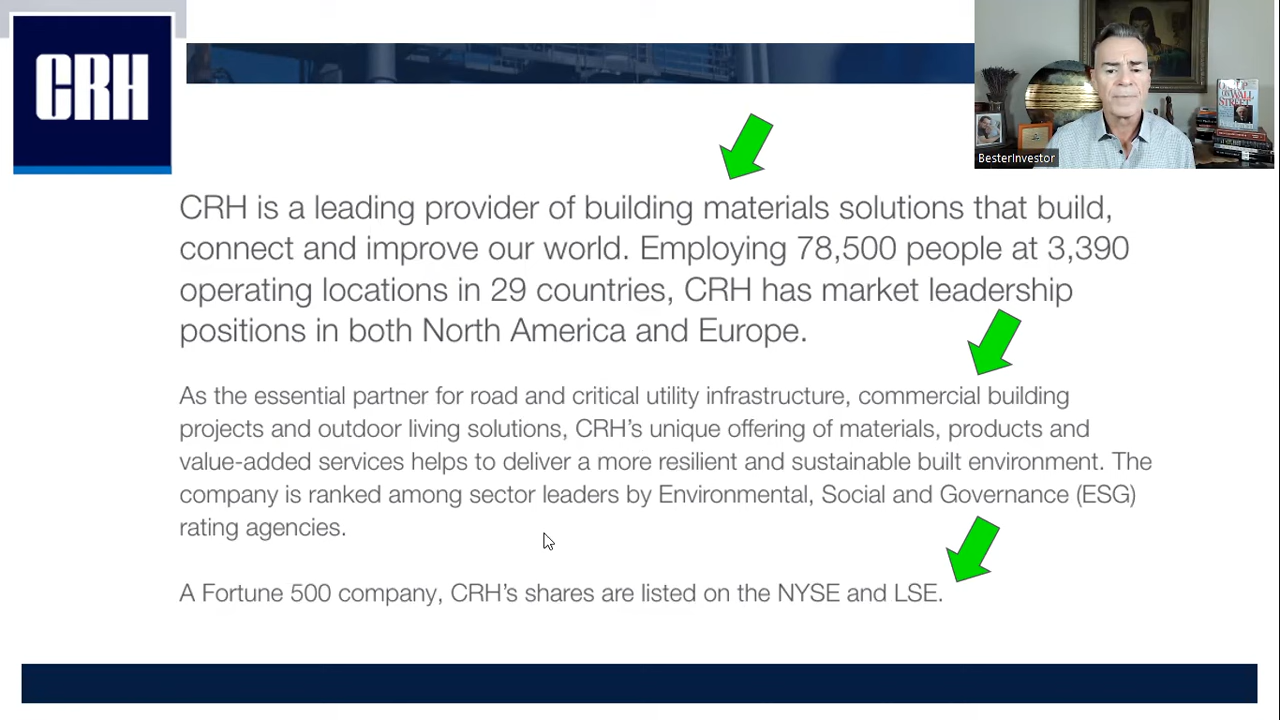 CRH
BesterInvestor
ON WALL
STREET
CRH is a leading provider of building materials solutions that build,
connect and improve our world. Employing 78,500 people at 3,390
operating locations in 29 countries, CRH has market leadership
positions in both North America and Europe.
As the essential partner for road and critical utility infrastructure, commercial building
projects and outdoor living solutions, CRH’s unique offering of materials, products and
value-added services helps to deliver a more resilient and sustainable built environment. The
company is ranked among sector leaders by Environmental, Social and Governance (ESG)
rating agencies.
A Fortune 500 company, CRH’s shares are listed on the NYSE and LSE.